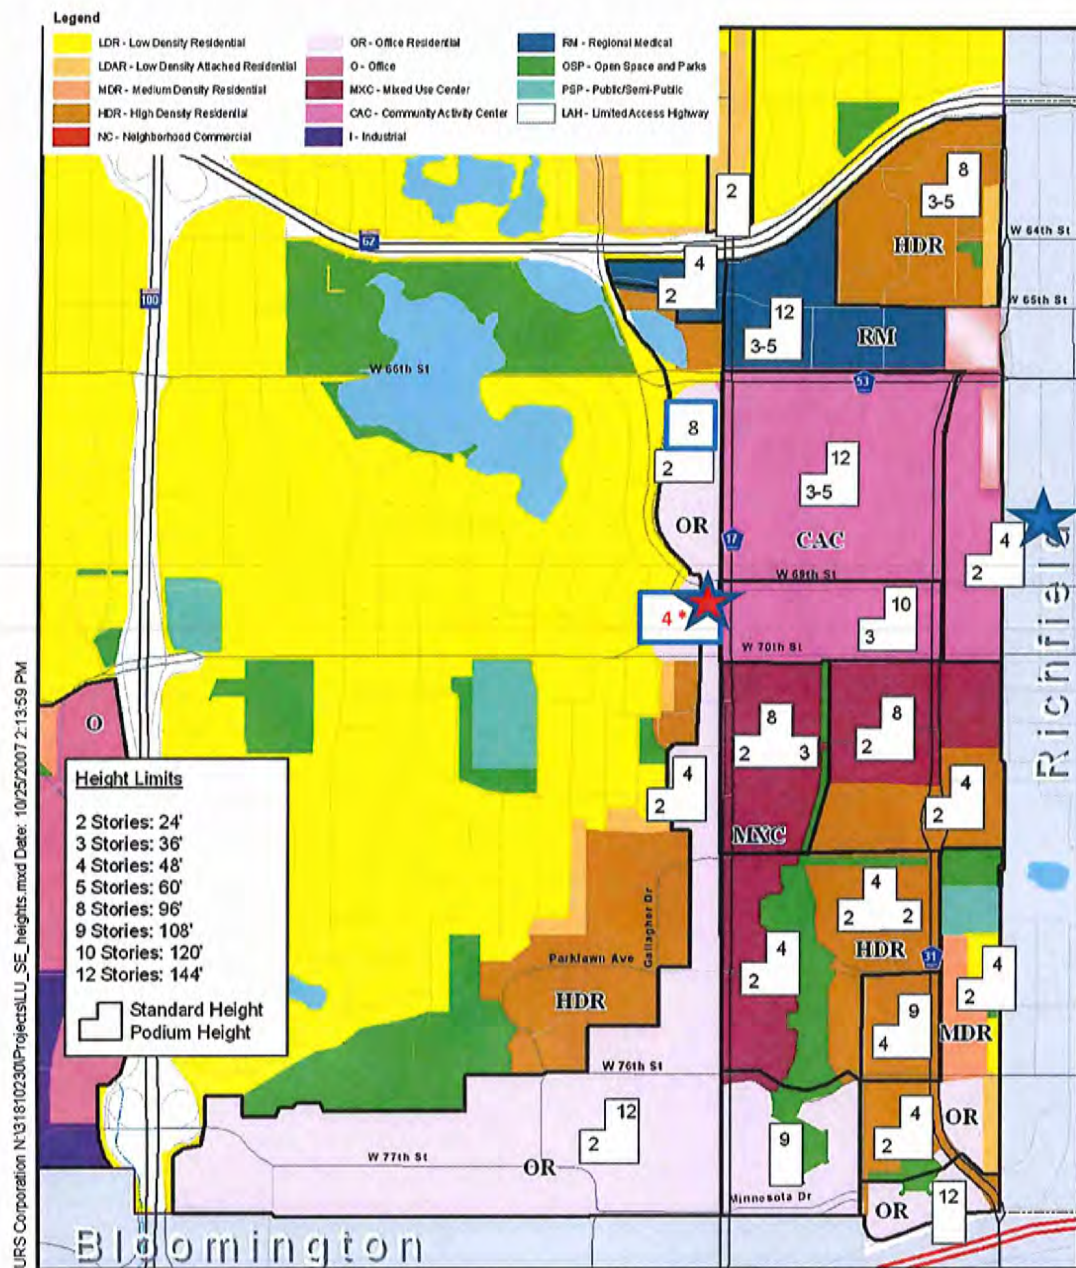 Legend
LDR - Low Density Residential
LDAR - Low Density Attached Residential
MDR - Medium Density Residential
HDR - High Density Residential
NC - Neighborhood Commercial
OR - Office Residential
O - Office
MXC - Mixed Use Center
CAC - Community Activity Center
I - Industrial
RM - Regional Medical
OSP - Open Space and Parks
PSP - Public/Semi-Public
LAH - Limited Access Highway
2
8
3-5
HDR
W 64th St
62
4
2
100
W 65th St
12
3-5
RM
W 66th St
53
8
2
12
3-5
OR
17
CAC
4
2
W 69th St
4 *
10
3
W 70th St
Richfield
O
8
2 3
8
2
4
2
4
2
MXC
Height Limits
2 Stories: 24'
3 Stories: 36'
4 Stories: 48'
5 Stories: 60'
8 Stories: 96'
9 Stories: 108'
10 Stories: 120'
12 Stories: 144'
Standard Height
Podium Height
4
2 2
Gallagher Dr
HDR
31
Parklawn Ave
4
2
4
2
HDR
9
4
MDR
W 76th St
12
2
9
4
2
OR
W 77th St
OR
Minnesota Dr
OR
12
Bloomington
URS Corporation N:\31810230\Projects\LU_SE_heights.mxd Date: 10/25/2007 2:13:59 PM